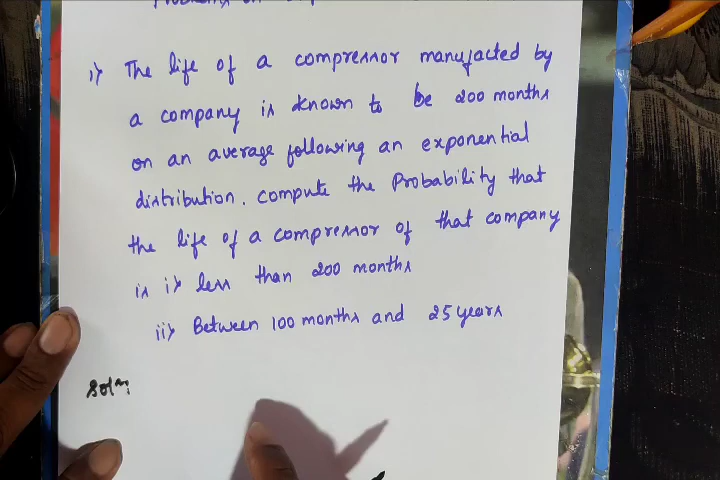 Problems on
i) The life of a compressor manufacted by
a company is known to be 200 months
on an average following an exponential
distribution. compute the Probability that
the life of a compressor of that company
is i) less than 200 months
ii) Between 100 months and 25 years
Soln: